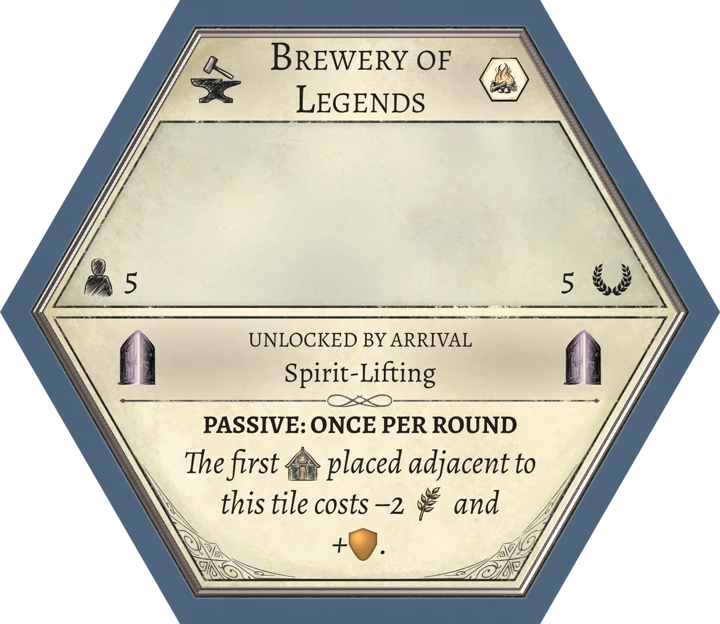 BREWERY OF
LEGENDS
5
5
UNLOCKED BY ARRIVAL
Spirit-Lifting
PASSIVE: ONCE PER ROUND
The first placed adjacent to
this tile costs –2 and
+ .